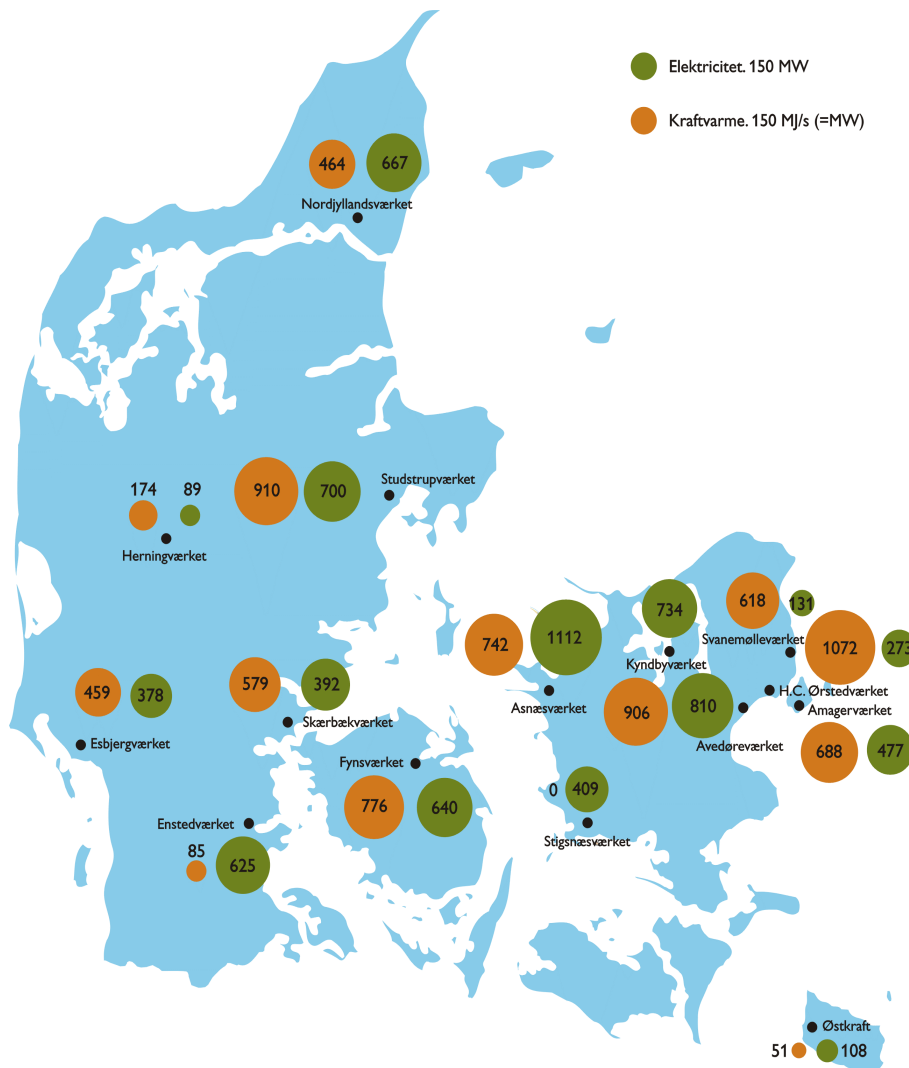 Elektricitet. 150 MW
Kraftvarme. 150 MJ/s (=MW)
464 667
Nordjyllandsværket
174 89
Herningværket
910 700
Studstrupværket
742 1112
Asnæsværket
734
Kyndbyværket
618 131
Svanemølleværket
1072 273
H.C. Ørstedværket
Amagerværket
906 810
Avedøreværket
688 477
459 378
Esbjergværket
579 392
Skærbækværket
Fynsværket
776 640
0 409
Stigsnæsværket
Enstedværket
85
625
Østkraft
51 108